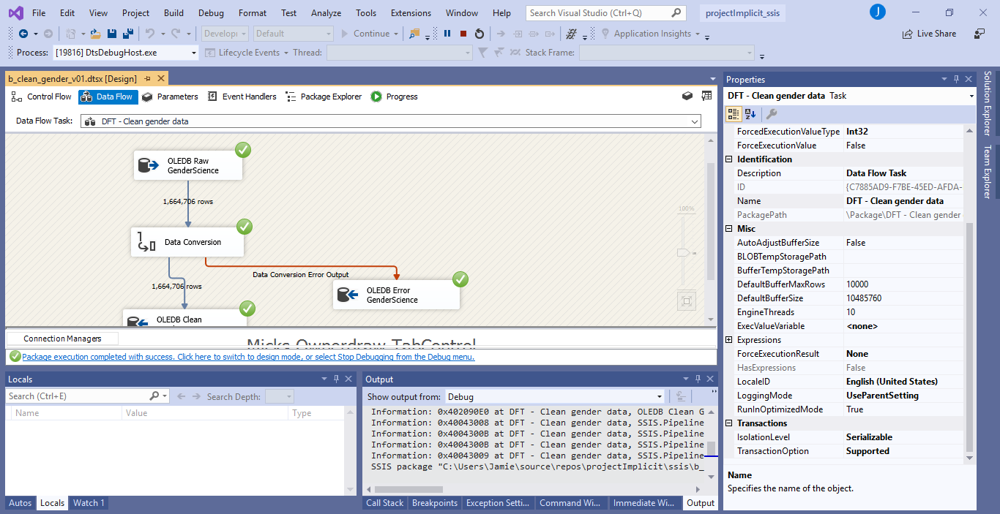 File Edit View Project Build Debug Format Test Analyze Tools Extensions Window Help Search Visual Studio (Ctrl+Q) projectImplicit_ssis J
Develop Default Continue Application Insights Live Share
Process: [19816] DtsDebugHost.exe Lifecycle Events Thread: Stack Frame:
b_clean_gender_v01.dtsx [Design]
Control Flow Data Flow Parameters Event Handlers Package Explorer Progress
Data Flow Task: DFT - Clean gender data
OLEDB Raw
GenderScience
1,664,706 rows
100%
Data Conversion
Data Conversion Error Output
1,664,706 rows
OLEDB Error
GenderScience
OLEDB Clean
Connection Managers
Micks Ownerdraw TabControl
Package execution completed with success. Click here to switch to design mode, or select Stop Debugging from the Debug menu.
Locals
Search (Ctrl+E) Search Depth:
Name Value Type
Autos Locals Watch 1
Output
Show output from: Debug
Information: 0x402090E0 at DFT - Clean gender data, OLEDB Clean G
Information: 0x40043008 at DFT - Clean gender data, SSIS.Pipeline
Information: 0x4004300B at DFT - Clean gender data, SSIS.Pipeline
Information: 0x4004300B at DFT - Clean gender data, SSIS.Pipeline
Information: 0x40043009 at DFT - Clean gender data, SSIS.Pipeline
SSIS package "C:\Users\Jamie\source\repos\projectImplicit\ssis\b_
Call Stack Breakpoints Exception Setti... Command Wi... Immediate Wi... Output
Properties
DFT - Clean gender data Task
ForcedExecutionValueType Int32
ForceExecutionValue False
Identification
Description Data Flow Task
ID {C7885AD9-F7BE-45ED-AFDA-
Name DFT - Clean gender data
PackagePath \Package\DFT - Clean gender
Misc
AutoAdjustBufferSize False
BLOBTempStoragePath
BufferTempStoragePath
DefaultBufferMaxRows 10000
DefaultBufferSize 10485760
EngineThreads 10
ExecValueVariable <none>
Expressions
ForceExecutionResult None
HasExpressions False
LocaleID English (United States)
LoggingMode UseParentSetting
RunInOptimizedMode True
Transactions
IsolationLevel Serializable
TransactionOption Supported
Name
Specifies the name of the object.
Solution Explorer
Team Explorer